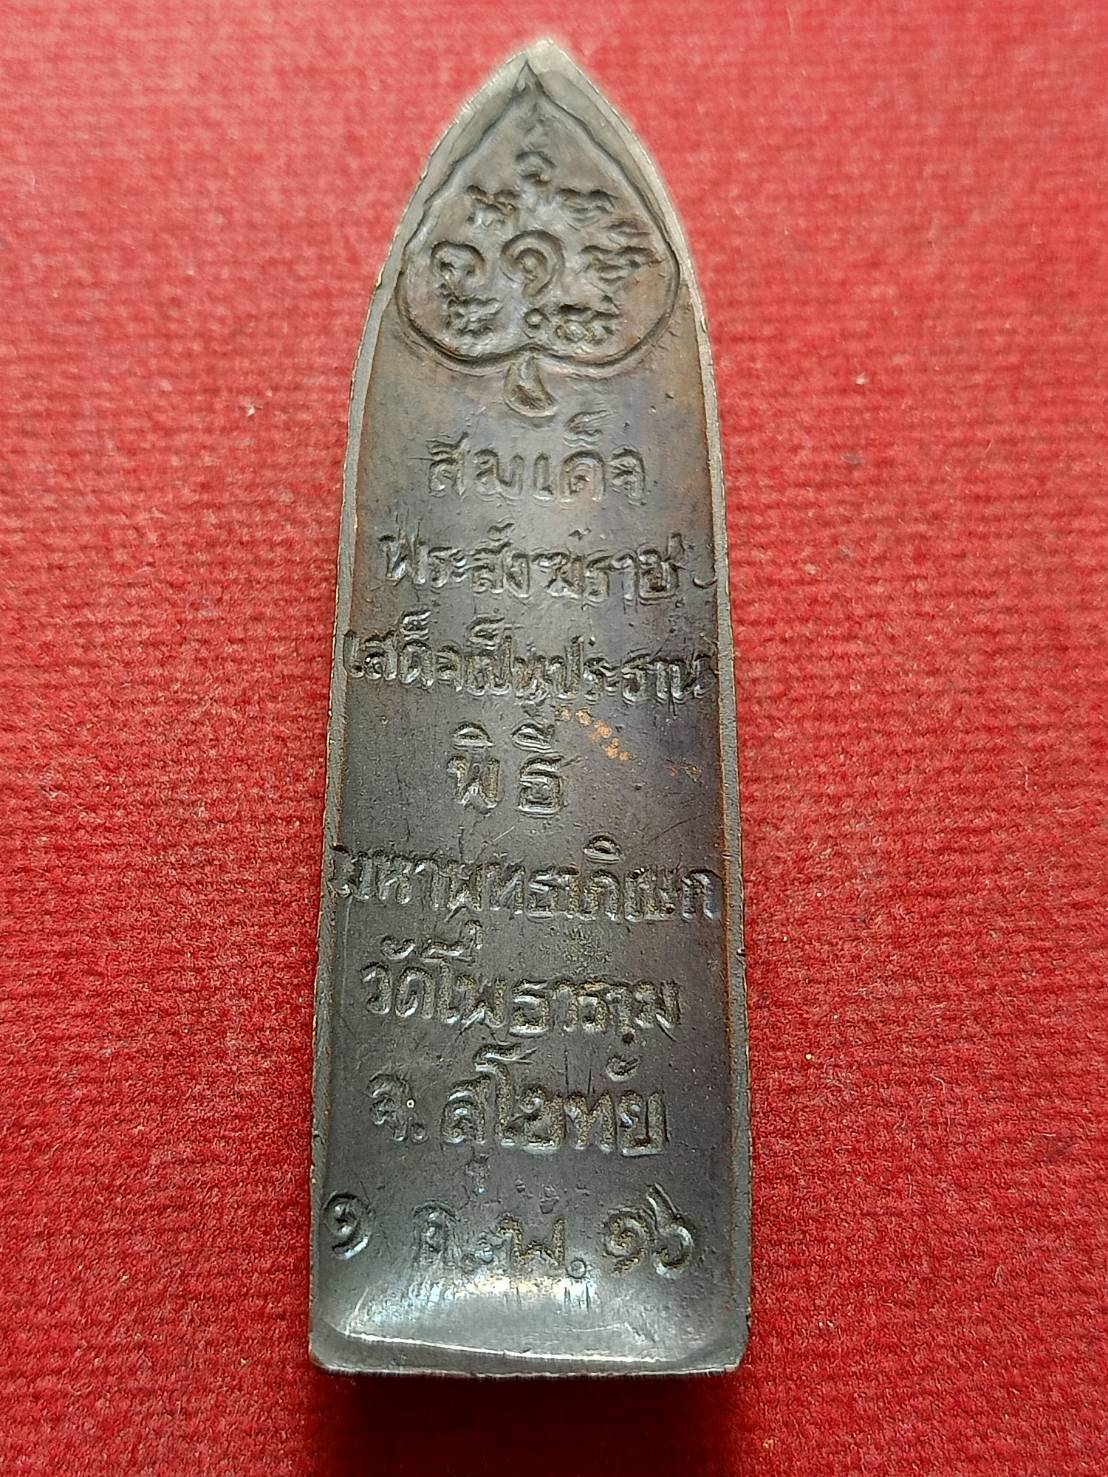 สมเด็จ
พระสังฆราช
เสด็จเป็นประธาน
พิธี
มหาพุทธาภิเษก
วัดโพธาราม
จ.สุโขทัย
๑ ก.พ. ๑๖